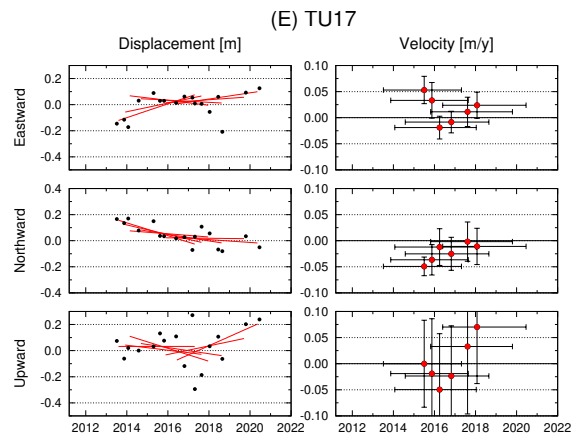 (E) TU17
Displacement [m] Velocity [m/y]
Eastward
0.2 0.10
0.0 0.05
-0.2 0.00
-0.4 -0.05
-0.10
Northward
0.4 0.10
0.2 0.05
0.0 0.00
-0.2 -0.05
-0.4 -0.10
Upward
0.2 0.10
0.0 0.05
-0.2 0.00
-0.4 -0.05
-0.10
2012 2014 2016 2018 2020 2022 2012 2014 2016 2018 2020 2022